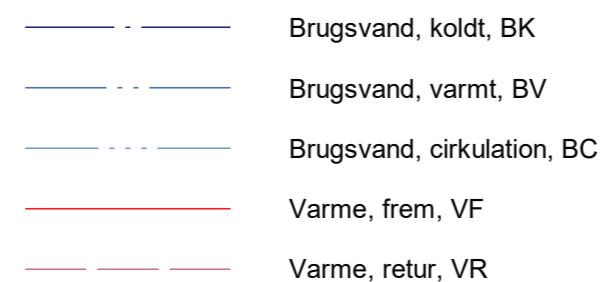 Brugsvand, koldt, BK
Brugsvand, varmt, BV
Brugsvand, cirkulation, BC
Varme, frem, VF
Varme, retur, VR